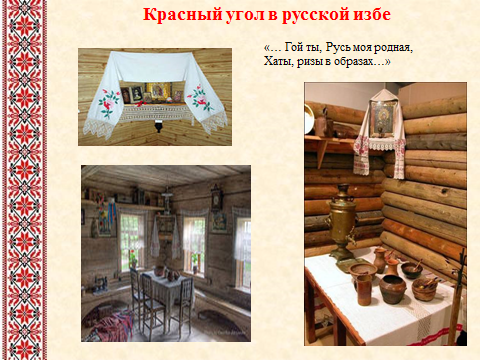 Красный угол в русской избе
«… Гой ты, Русь моя родная,
Хаты, ризы в образах…»